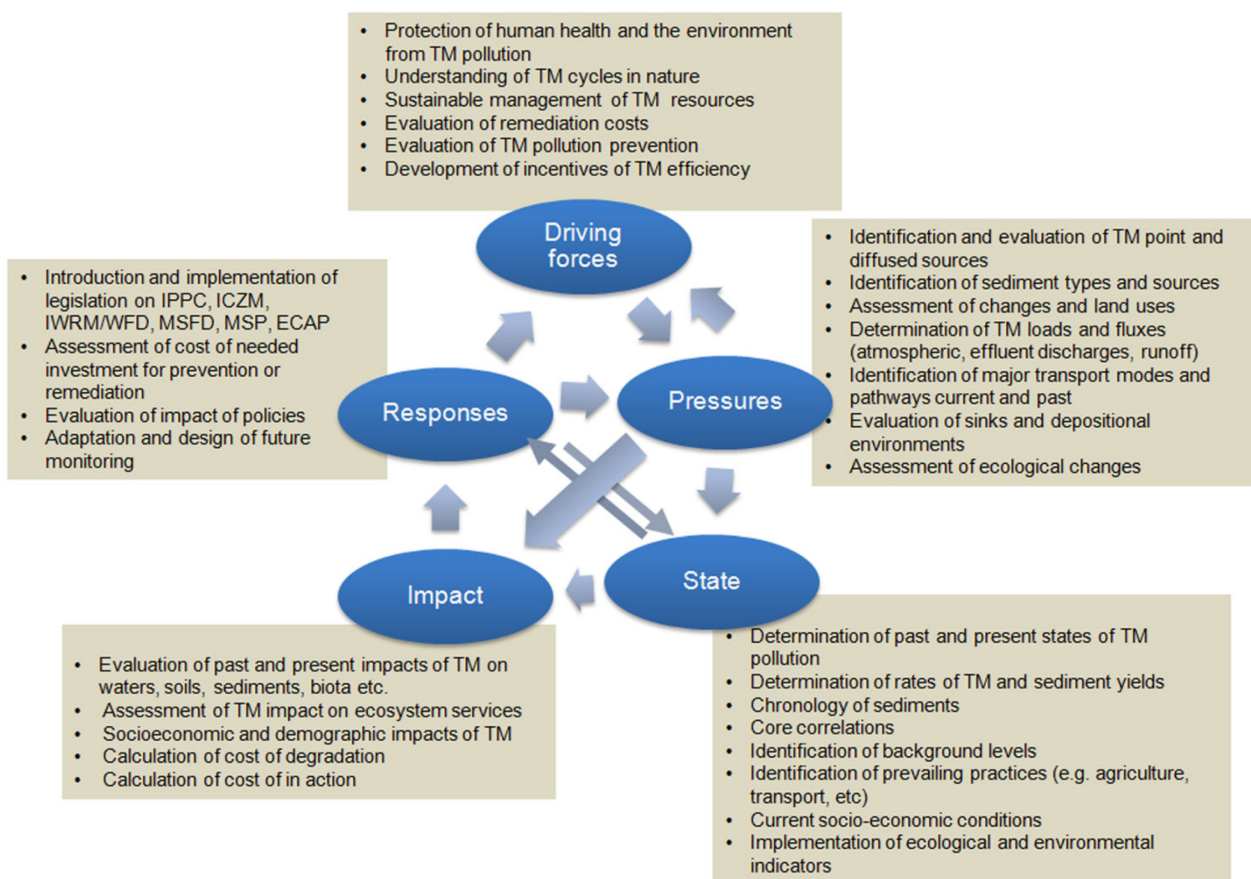 • Protection of human health and the environment
from TM pollution
• Understanding of TM cycles in nature
• Sustainable management of TM resources
• Evaluation of remediation costs
• Evaluation of TM pollution prevention
• Development of incentives of TM efficiency
Driving
forces
• Identification and evaluation of TM point and
diffused sources
• Identification of sediment types and sources
• Assessment of changes and land uses
• Determination of TM loads and fluxes
(atmospheric, effluent discharges, runoff)
• Identification of major transport modes and
pathways current and past
• Evaluation of sinks and depositional
environments
• Assessment of ecological changes
• Introduction and implementation of
legislation on IPPC, ICZM,
IWRM/WFD, MSFD, MSP, ECAP
• Assessment of cost of needed
investment for prevention or
remediation
• Evaluation of impact of policies
• Adaptation and design of future
monitoring
Responses
Pressures
Impact
State
• Evaluation of past and present impacts of TM on
waters, soils, sediments, biota etc.
• Assessment of TM impact on ecosystem services
• Socioeconomic and demographic impacts of TM
• Calculation of cost of degradation
• Calculation of cost of in action
• Determination of past and present states of TM
pollution
• Determination of rates of TM and sediment yields
• Chronology of sediments
• Core correlations
• Identification of background levels
• Identification of prevailing practices (e.g. agriculture,
transport, etc)
• Current socio-economic conditions
• Implementation of ecological and environmental
indicators